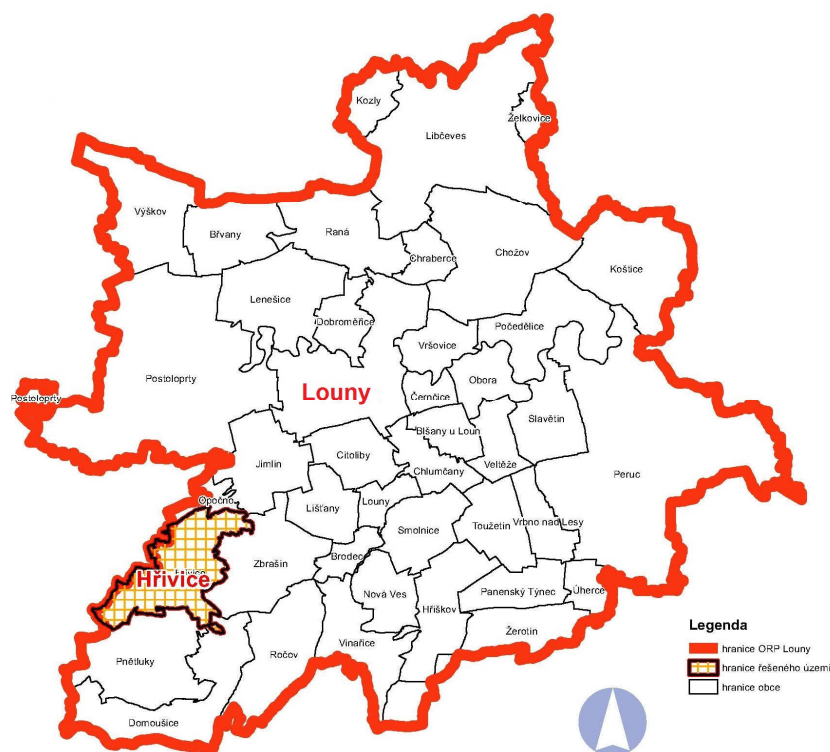 Kozly
Želkovice
Libčeves
Výškov
Břvany
Raná
Chraberce
Chožov
Koštice
Lenešice
Dobroměřice
Počedělice
Vršovice
Postoloprty
Obora
Louny
Černčice
Postoloprty
Slavětín
Blšany u Loun
Jimlín
Citoliby
Veltěže
Chlumčany
Peruc
Opočno
Líšťany
Louny
Smolnice
Toužetín
Vrbno nad Lesy
Zbrašín
Brodec
Hřivice
Nová Ves
Panenský Týnec
Úherce
Hříškov
Legenda
Žerotín
hranice ORP Louny
Vinařice
Ročov
Pnětluky
hranice řešeného území
hranice obce
Domoušice